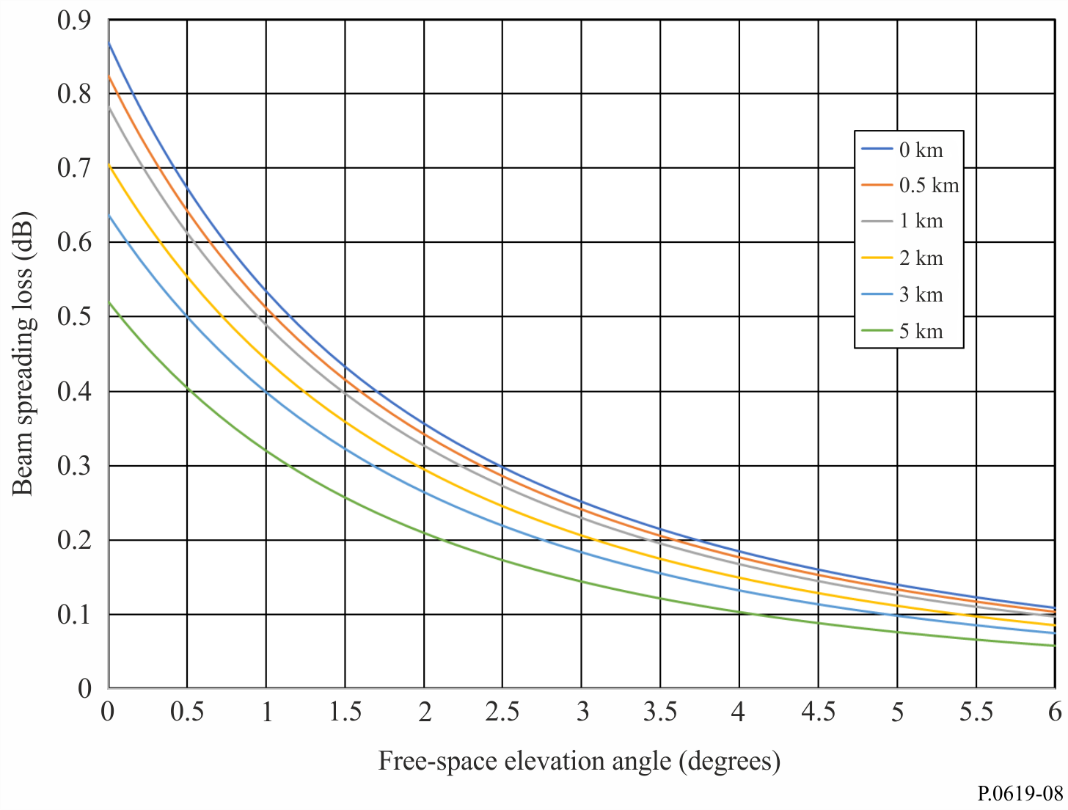 0.9
0.8
0.7
0.6
0.5
0.4
0.3
0.2
0.1
0
Beam spreading loss (dB)
0 km
0.5 km
1 km
2 km
3 km
5 km
0 0.5 1 1.5 2 2.5 3 3.5 4 4.5 5 5.5 6
Free-space elevation angle (degrees)
P.0619-08